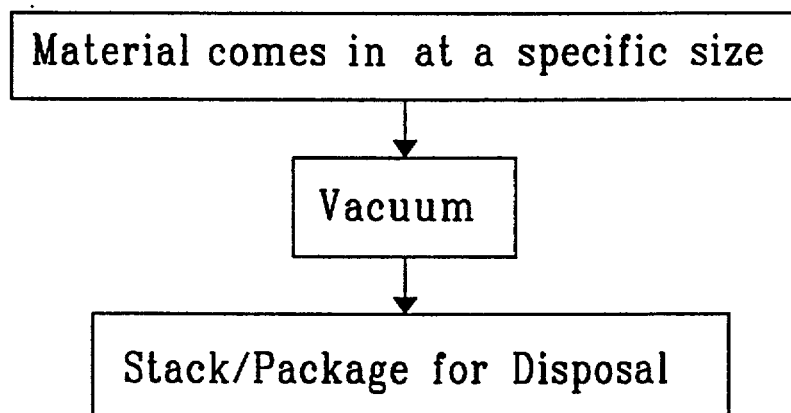 Material comes in at a specific size
Vacuum
Stack/Package for Disposal